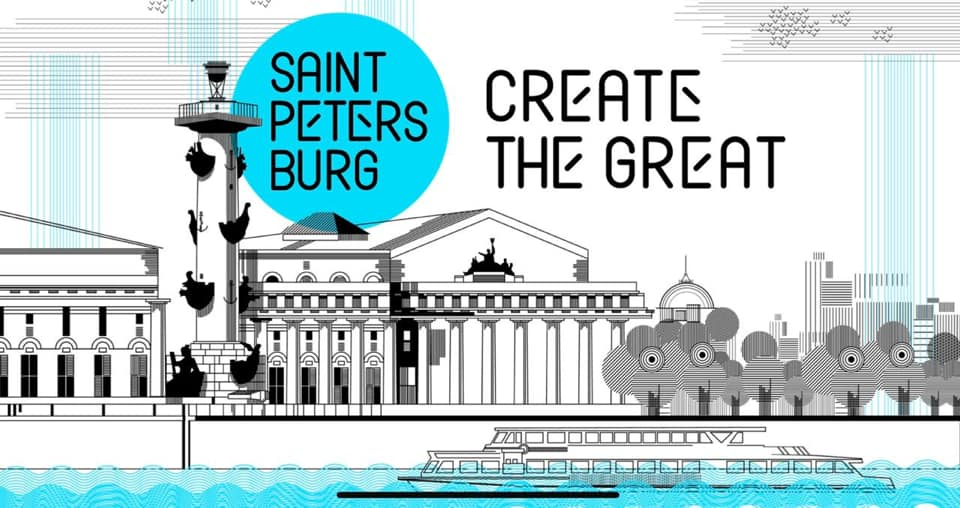 SAINT
PETERS
BURG
CREATE
THE GREAT